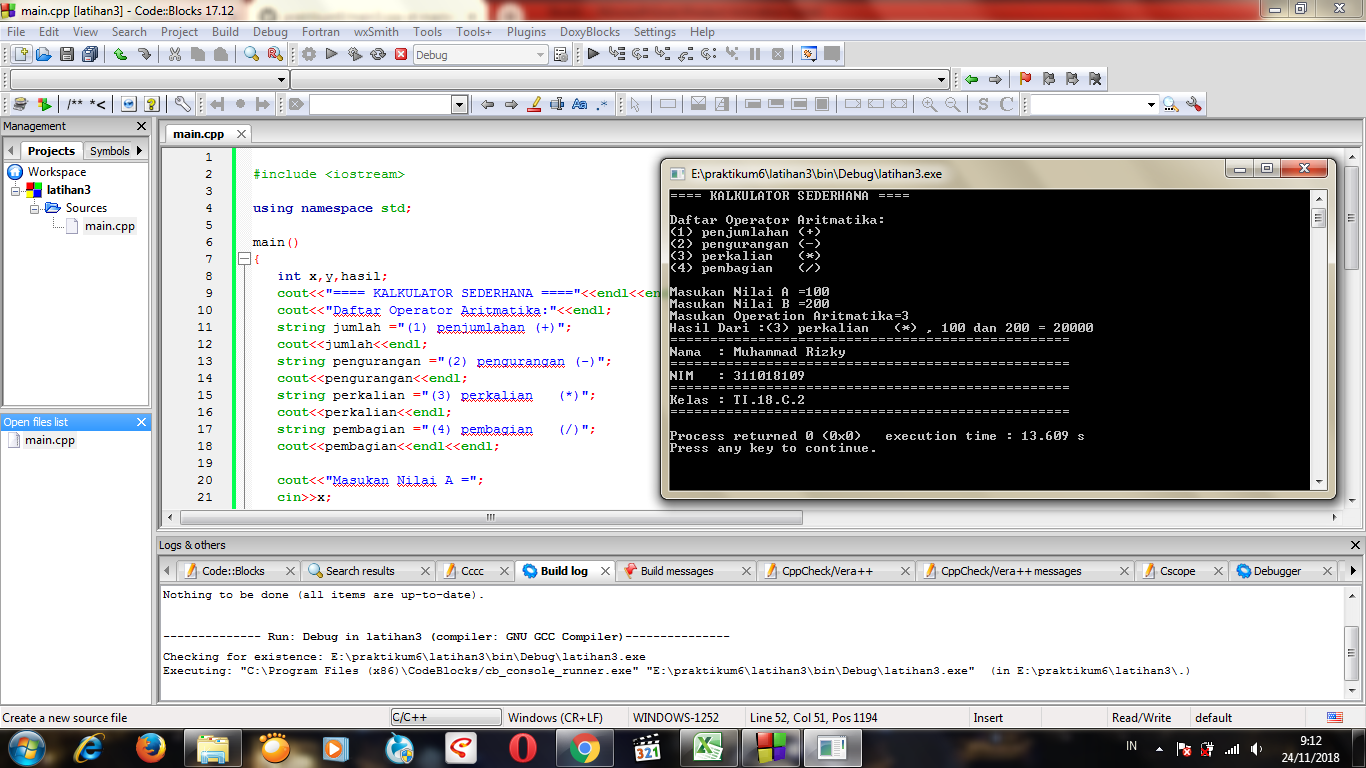 main.cpp [latihan3] - Code::Blocks 17.12
File Edit View Search Project Build Debug Fortran wxSmith Tools Tools+ Plugins DoxyBlocks Settings Help
Debug
/** *<
Aa .*
S C
Management
Projects Symbols
Workspace
latihan3
Sources
main.cpp
Open files list
main.cpp
main.cpp
1
2 #include <iostream>
3
4 using namespace std;
5
6 main()
7 {
8 int x,y,hasil;
9 cout<<"==== KALKULATOR SEDERHANA ===="<<endl<<en
10 cout<<"Daftar Operator Aritmatika:"<<endl;
11 string jumlah ="(1) penjumlahan (+)";
12 cout<<jumlah<<endl;
13 string pengurangan ="(2) pengurangan (-)";
14 cout<<pengurangan<<endl;
15 string perkalian ="(3) perkalian   (*)";
16 cout<<perkalian<<endl;
17 string pembagian ="(4) pembagian   (/)";
18 cout<<pembagian<<endl<<endl;
19
20 cout<<"Masukan Nilai A =";
21 cin>>x;
E:\praktikum6\latihan3\bin\Debug\latihan3.exe
==== KALKULATOR SEDERHANA ====
Daftar Operator Aritmatika:
(1) penjumlahan (+)
(2) pengurangan (-)
(3) perkalian   (*)
(4) pembagian   (/)
Masukan Nilai A =100
Masukan Nilai B =200
Masukan Operation Aritmatika=3
Hasil Dari :(3) perkalian   (*) , 100 dan 200 = 20000
==================================================
Nama  : Muhammad Rizky
==================================================
NIM   : 311018109
==================================================
Kelas : TI.18.C.2
==================================================
Process returned 0 (0x0)   execution time : 13.609 s
Press any key to continue.
Logs & others
Code::Blocks Search results Cccc Build log Build messages CppCheck/Vera++ CppCheck/Vera++ messages Cscope Debugger
Nothing to be done (all items are up-to-date).
-------------- Run: Debug in latihan3 (compiler: GNU GCC Compiler)---------------
Checking for existence: E:\praktikum6\latihan3\bin\Debug\latihan3.exe
Executing: "C:\Program Files (x86)\CodeBlocks/cb_console_runner.exe" "E:\praktikum6\latihan3\bin\Debug\latihan3.exe"  (in E:\praktikum6\latihan3\.)
Create a new source file C/C++ Windows (CR+LF) WINDOWS-1252 Line 52, Col 51, Pos 1194 Insert Read/Write default
321
IN
9:12
24/11/2018